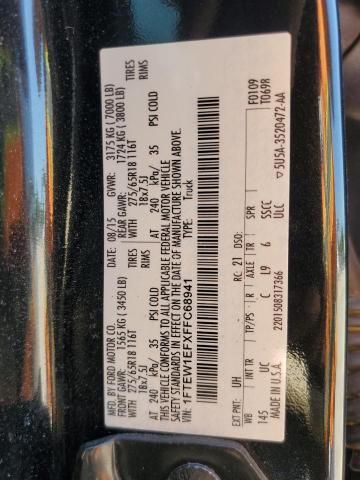 MFD. BY FORD MOTOR CO.
DATE: 08/15 GVWR: 3175 KG ( 7000 LB)
FRONT GAWR: 1565 KG ( 3450 LB) REAR GAWR: 1724 KG ( 3800 LB)
WITH 275/65R18 116T TIRES WITH 275/65R18 116T TIRES
18x7.5J RIMS 18x7.5J RIMS
AT 240 kPa/ 35 PSI COLD AT 240 kPa/ 35 PSI COLD
THIS VEHICLE CONFORMS TO ALL APPLICABLE FEDERAL MOTOR VEHICLE
SAFETY STANDARDS IN EFFECT ON THE DATE OF MANUFACTURE SHOWN ABOVE.
VIN: 1FTEW1EFXFFC68941 TYPE: Truck
F0109
T069R
EXT PNT: UH RC: 21 DSO:
WB INT TR TP/PS R AXLE TR SPR
145 UC C L9 6 SSCC
ULC
MADE IN U.S.A. 2201508317366 ▽ 5U5A-3520472-AA